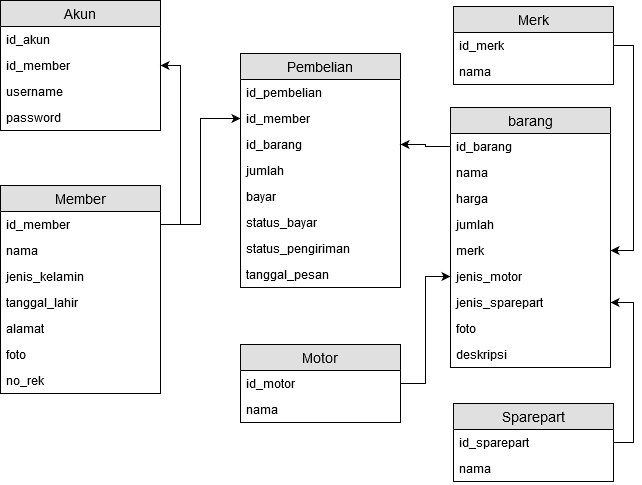 Akun
id_akun
id_member
username
password
Member
id_member
nama
jenis_kelamin
tanggal_lahir
alamat
foto
no_rek
Pembelian
id_pembelian
id_member
id_barang
jumlah
bayar
status_bayar
status_pengiriman
tanggal_pesan
Motor
id_motor
nama
Merk
id_merk
nama
barang
id_barang
nama
harga
jumlah
merk
jenis_motor
jenis_sparepart
foto
deskripsi
Sparepart
id_sparepart
nama